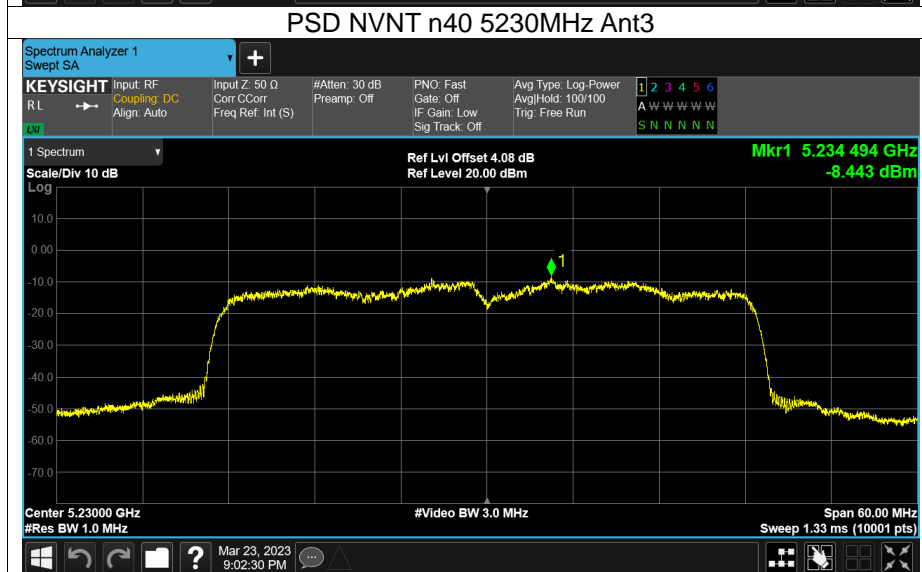 PSD NVNT n40 5230MHz Ant3
Spectrum Analyzer 1
Swept SA
+
KEYSIGHT
R L
LXI
Input: RF
Coupling: DC
Align: Auto
Input Z: 50 Ω
Corr CCorr
Freq Ref: Int (S)
#Atten: 30 dB
Preamp: Off
PNO: Fast
Gate: Off
IF Gain: Low
Sig Track: Off
Avg Type: Log-Power
Avg|Hold: 100/100
Trig: Free Run
1 2 3 4 5 6
A W W W W W
S N N N N N
1 Spectrum
Scale/Div 10 dB
Log
Ref Lvl Offset 4.08 dB
Ref Level 20.00 dBm
Mkr1 5.234 494 GHz
-8.443 dBm
10.0
0.00
-10.0
-20.0
-30.0
-40.0
-50.0
-60.0
-70.0
1
Center 5.23000 GHz
#Res BW 1.0 MHz
#Video BW 3.0 MHz
Span 60.00 MHz
Sweep 1.33 ms (10001 pts)
?
Mar 23, 2023
9:02:30 PM